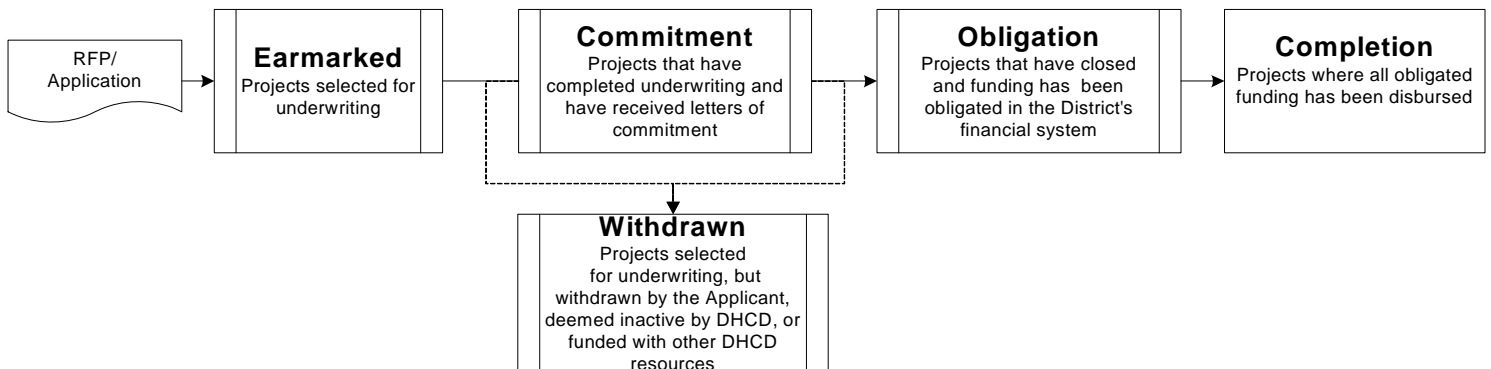 RFP/
Application
Earmarked
Projects selected for
underwriting
Commitment
Projects that have
completed underwriting and
have received letters of
commitment
Obligation
Projects that have closed
and funding has been
obligated in the District's
financial system
Completion
Projects where all obligated
funding has been disbursed
Withdrawn
Projects selected
for underwriting, but
withdrawn by the Applicant,
deemed inactive by DHCD, or
funded with other DHCD
resources